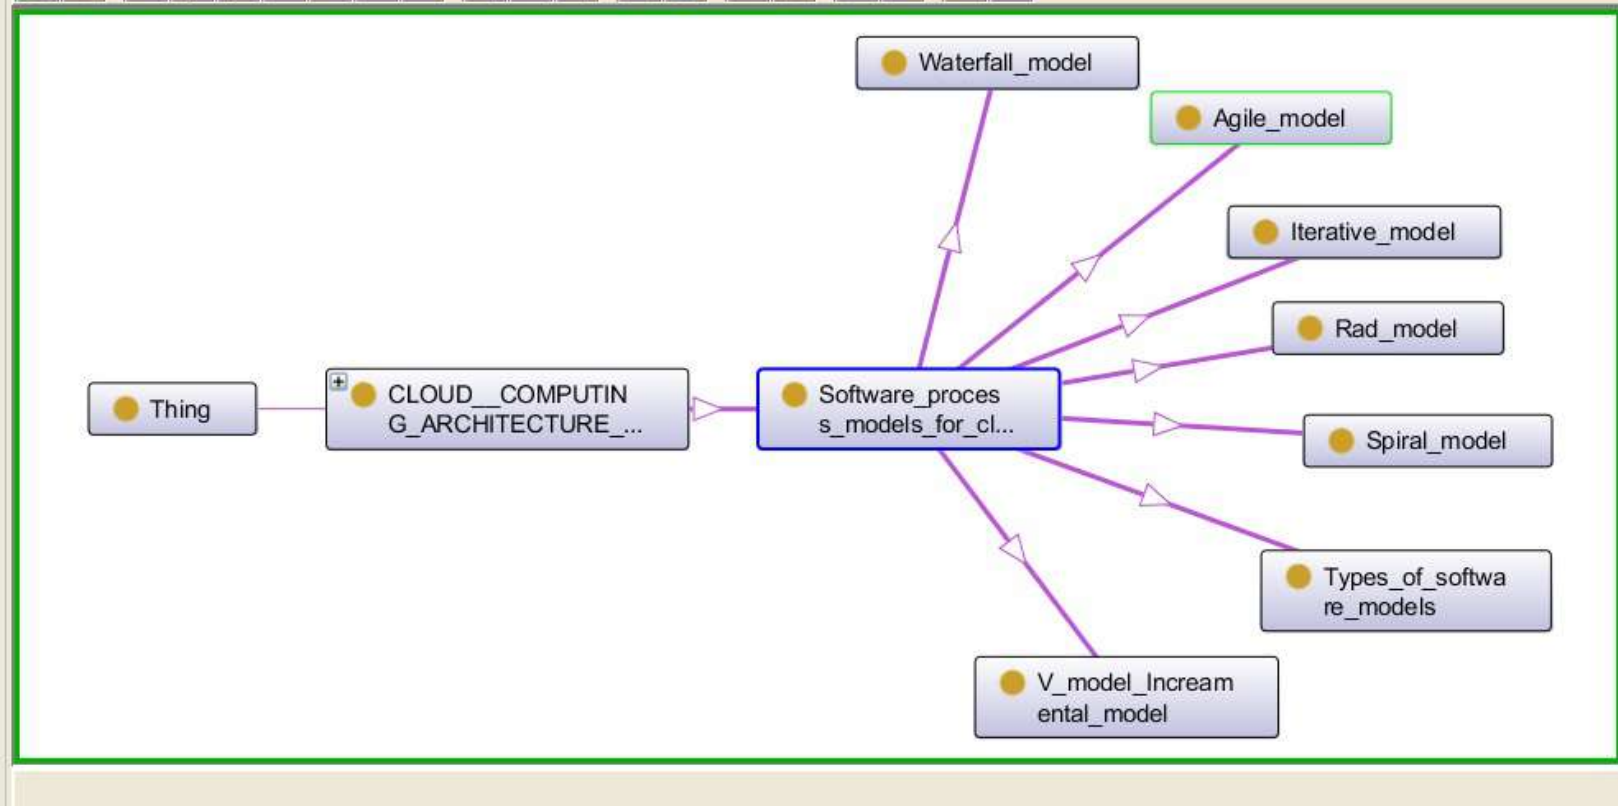 Waterfall_model
Agile_model
Iterative_model
Rad_model
Thing
CLOUD__COMPUTIN
G_ARCHITECTURE_...
Software_proces
s_models_for_cl...
Spiral_model
Types_of_softwa
re_models
V_model_Incream
ental_model